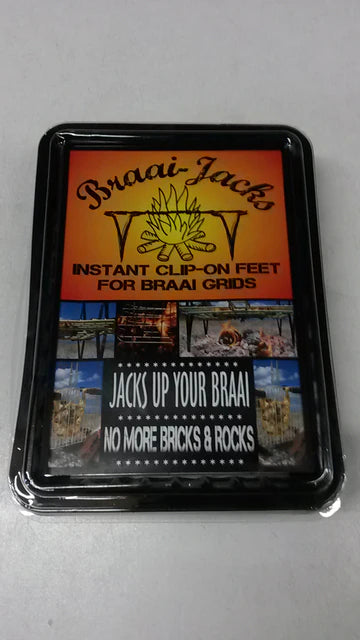 Braai-Jacks
INSTANT CLIP-ON FEET
FOR BRAAI GRIDS
JACKS UP YOUR BRAAI
NO MORE BRICKS & ROCKS